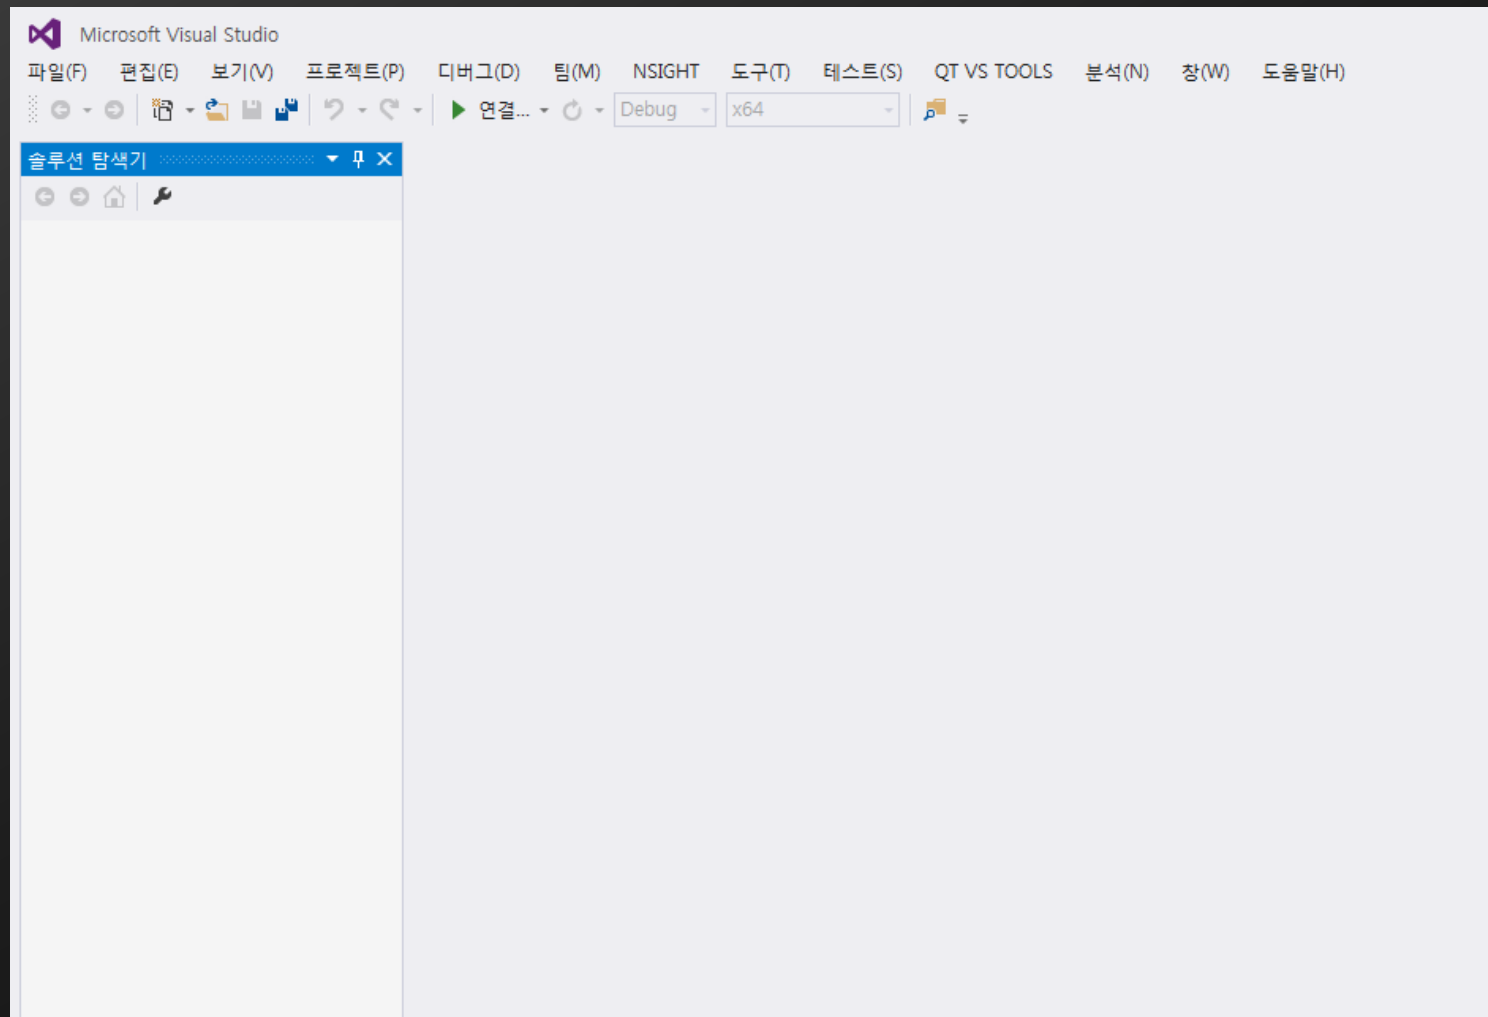 Microsoft Visual Studio
파일(F) 편집(E) 보기(V) 프로젝트(P) 디버그(D) 팀(M) NSIGHT 도구(T) 테스트(S) QT VS TOOLS 분석(N) 창(W) 도움말(H)
연결... Debug x64
솔루션 탐색기